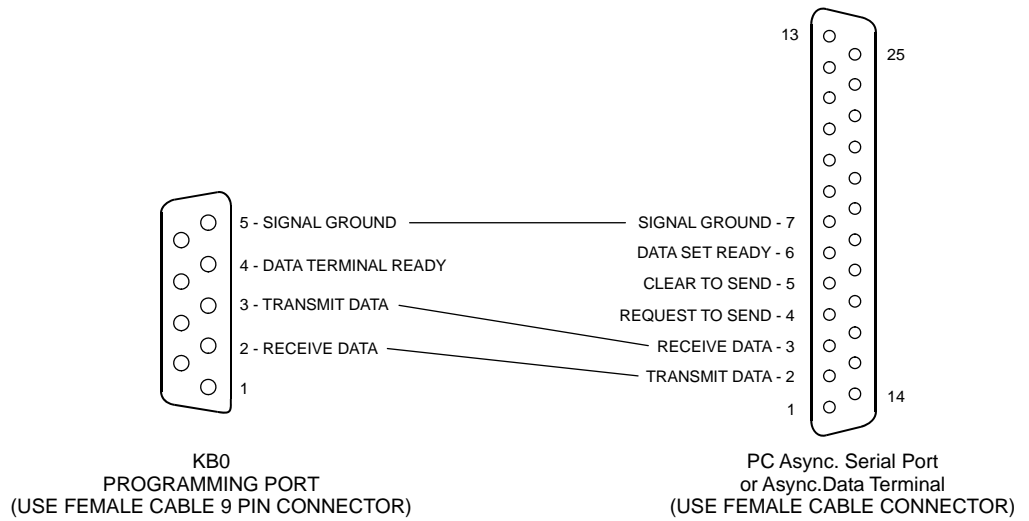 13
25
5 - SIGNAL GROUND
SIGNAL GROUND - 7
DATA SET READY - 6
4 - DATA TERMINAL READY
CLEAR TO SEND - 5
3 - TRANSMIT DATA
REQUEST TO SEND - 4
2 - RECEIVE DATA
RECEIVE DATA - 3
TRANSMIT DATA - 2
1
14
1
KB0
PROGRAMMING PORT
(USE FEMALE CABLE 9 PIN CONNECTOR)
PC Async. Serial Port
or Async.Data Terminal
(USE FEMALE CABLE CONNECTOR)